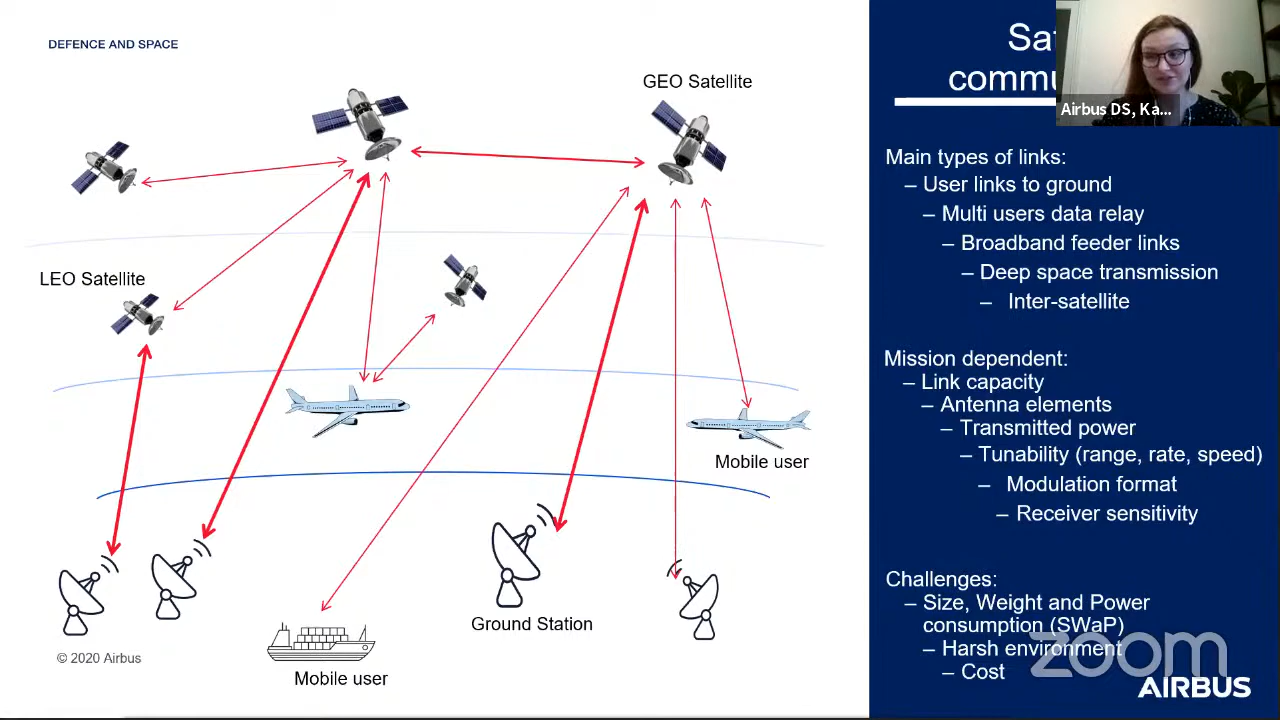 DEFENCE AND SPACE
GEO Satellite
LEO Satellite
Mobile user
Ground Station
Mobile user
© 2020 Airbus
Airbus DS, Ka...
Main types of links:
– User links to ground
– Multi users data relay
– Broadband feeder links
– Deep space transmission
– Inter-satellite
Mission dependent:
– Link capacity
– Antenna elements
– Transmitted power
– Tunability (range, rate, speed)
– Modulation format
– Receiver sensitivity
Challenges:
– Size, Weight and Power
consumption (SWaP)
– Harsh environment
– Cost
zoom
AIRBUS